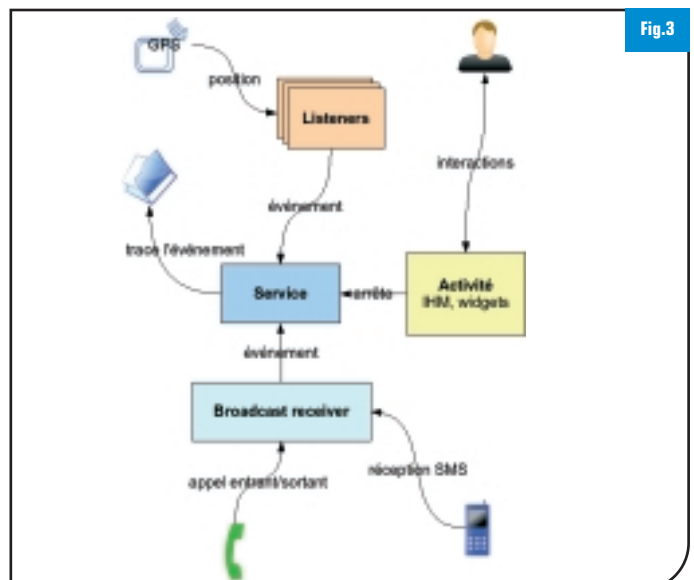 Fig.3
GPS
position
Listeners
interactions
événement
trace l'événement
Service
arrête
Activité
IHM, widgets
événement
Broadcast receiver
réception SMS
appel entrant/sortant